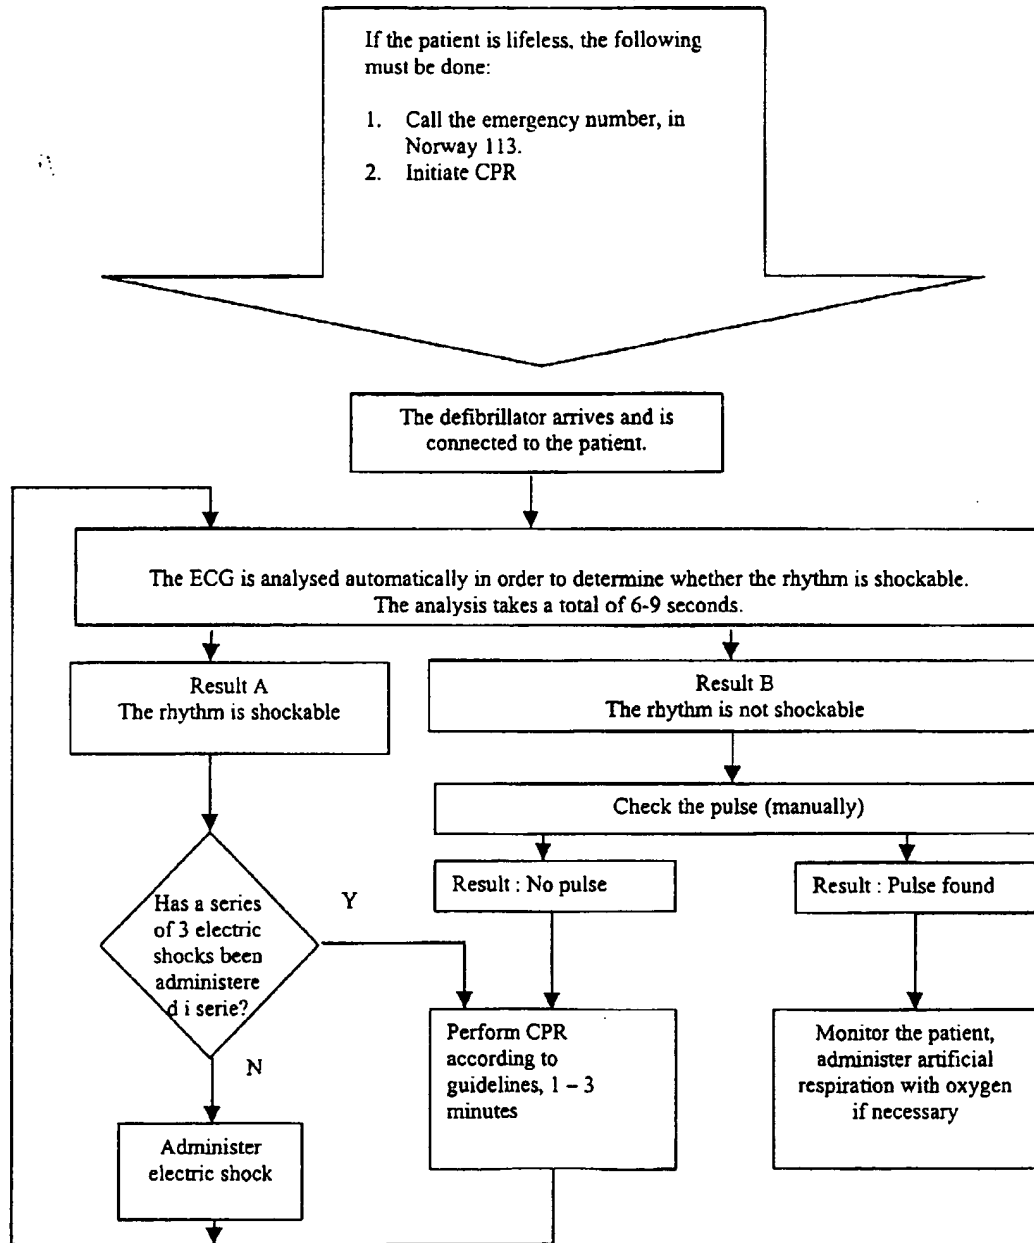 If the patient is lifeless, the following
must be done:
1. Call the emergency number, in
Norway 113.
2. Initiate CPR
The defibrillator arrives and is
connected to the patient.
The ECG is analysed automatically in order to determine whether the rhythm is shockable.
The analysis takes a total of 6-9 seconds.
Result A
The rhythm is shockable
Result B
The rhythm is not shockable
Check the pulse (manually)
Result : No pulse
Result : Pulse found
Has a series
of 3 electric
shocks been
administere
d i serie?
Y
N
Perform CPR
according to
guidelines, 1 – 3
minutes
Monitor the patient,
administer artificial
respiration with oxygen
if necessary
Administer
electric shock